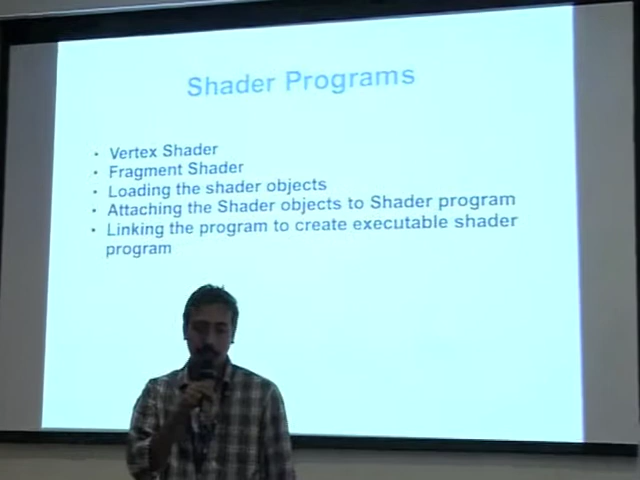 Shader Programs
• Vertex Shader
• Fragment Shader
• Loading the shader objects
• Attaching the Shader objects to Shader program
• Linking the program to create executable shader
program